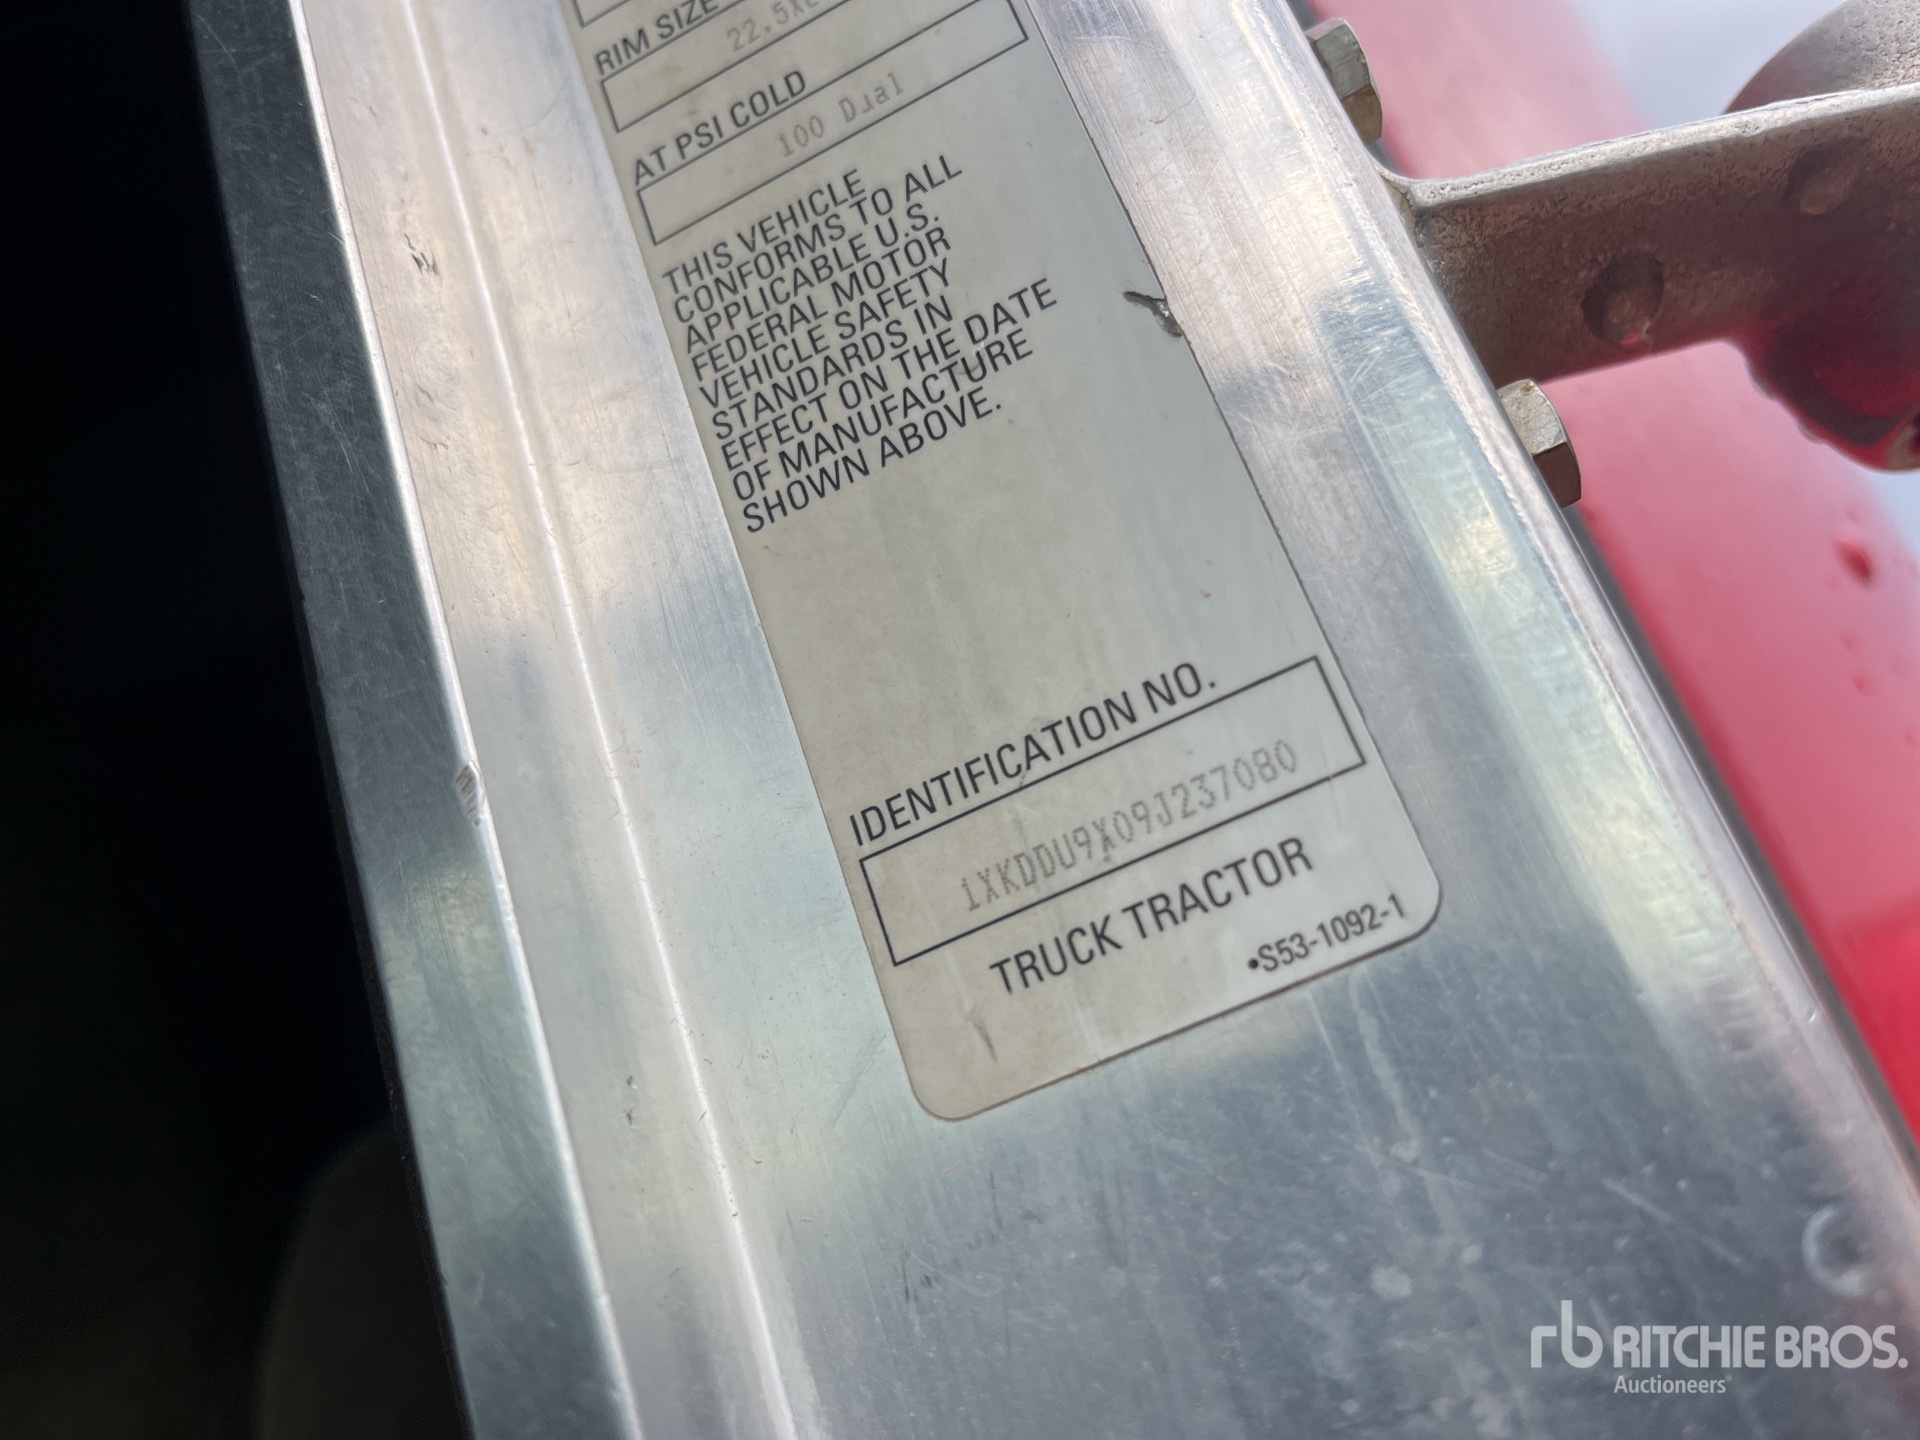 RIM SIZE
22.5X8
AT PSI COLD
100 Dual
THIS VEHICLE
CONFORMS TO ALL
APPLICABLE U.S.
FEDERAL MOTOR
VEHICLE SAFETY
STANDARDS IN
EFFECT ON THE DATE
OF MANUFACTURE
SHOWN ABOVE.
IDENTIFICATION NO.
1XKDDU9X09J237080
TRUCK TRACTOR
•S53-1092-1
rb RITCHIE BROS.
Auctioneers®